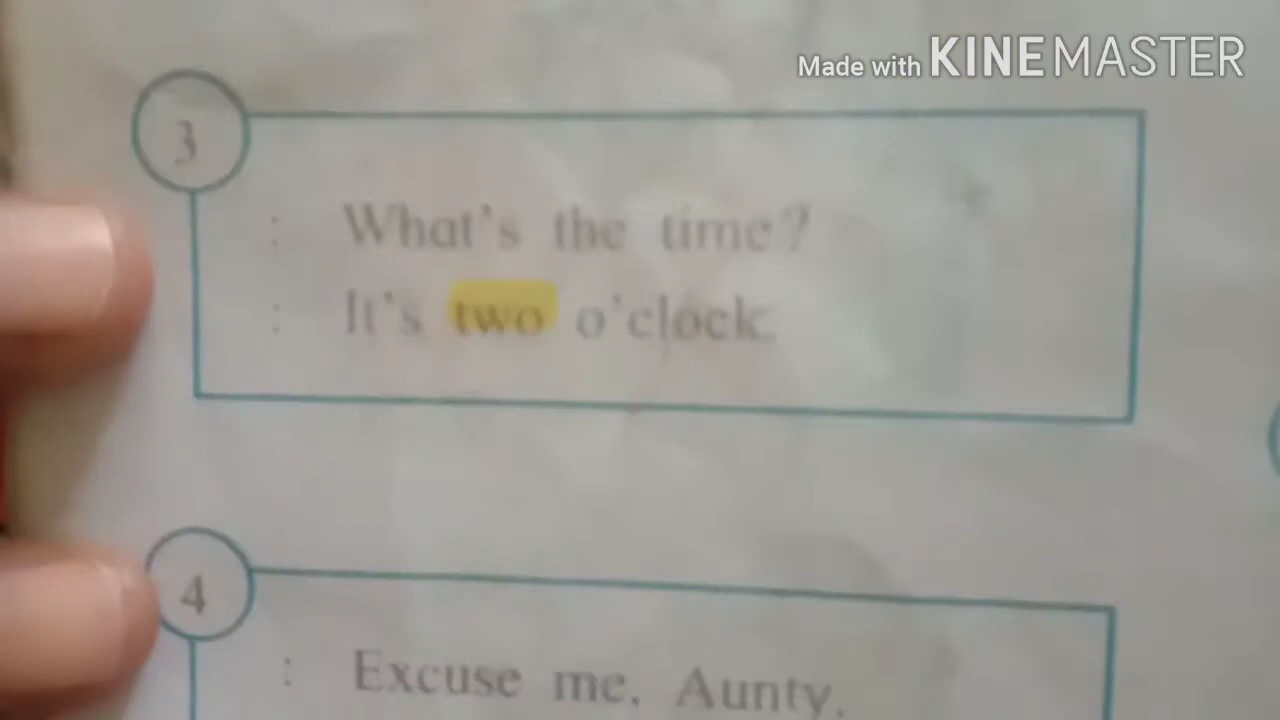 Made with KINEMASTER
3
: What's the time?
: It's two o'clock.
4
: Excuse me, Aunty.